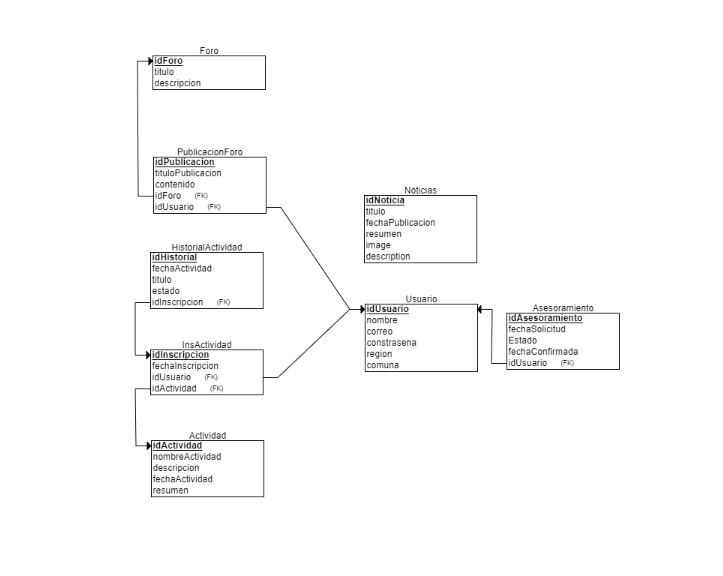 Foro
idForo
titulo
descripcion
PublicacionForo
idPublicacion
tituloPublicacion
contenido
idForo (FK)
idUsuario (FK)
Noticias
idNoticia
titulo
fechaPublicacion
resumen
image
description
HistorialActividad
idHistorial
fechaActividad
titulo
estado
idInscripcion (FK)
Usuario
idUsuario
nombre
correo
constrasena
region
comuna
Asesoramiento
idAsesoramiento
fechaSolicitud
Estado
fechaConfirmada
idUsuario (FK)
InsActividad
idInscripcion
fechaInscripcion
idUsuario (FK)
idActividad (FK)
Actividad
idActividad
nombreActividad
descripcion
fechaActividad
resumen